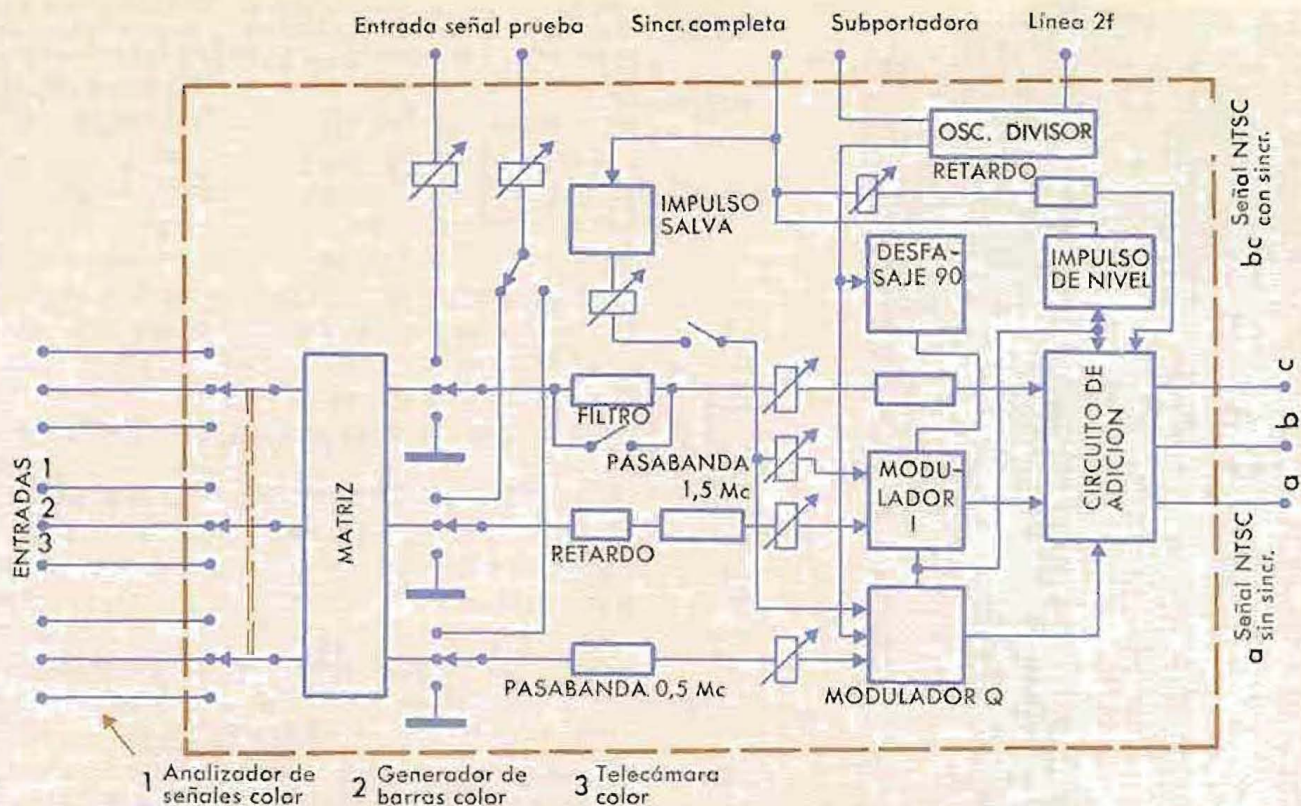 Entrada señal prueba
Sincr. completa
Subportadora
Línea 2f
OSC. DIVISOR
RETARDO
IMPULSO
SALVA
DESFA-
SAJE 90
IMPULSO
DE NIVEL
bc Señal NTSC
con sincr.
FILTRO
PASABANDA
1,5 Mc
MODU-
LADOR
I
CIRCUITO DE
ADICION
c
b
a
ENTRADAS
1
2
3
MATRIZ
RETARDO
PASABANDA 0,5 Mc
MODULADOR Q
a Señal NTSC
sin sincr.
1 Analizador de
señales color
2 Generador de
barras color
3 Telecámara
color